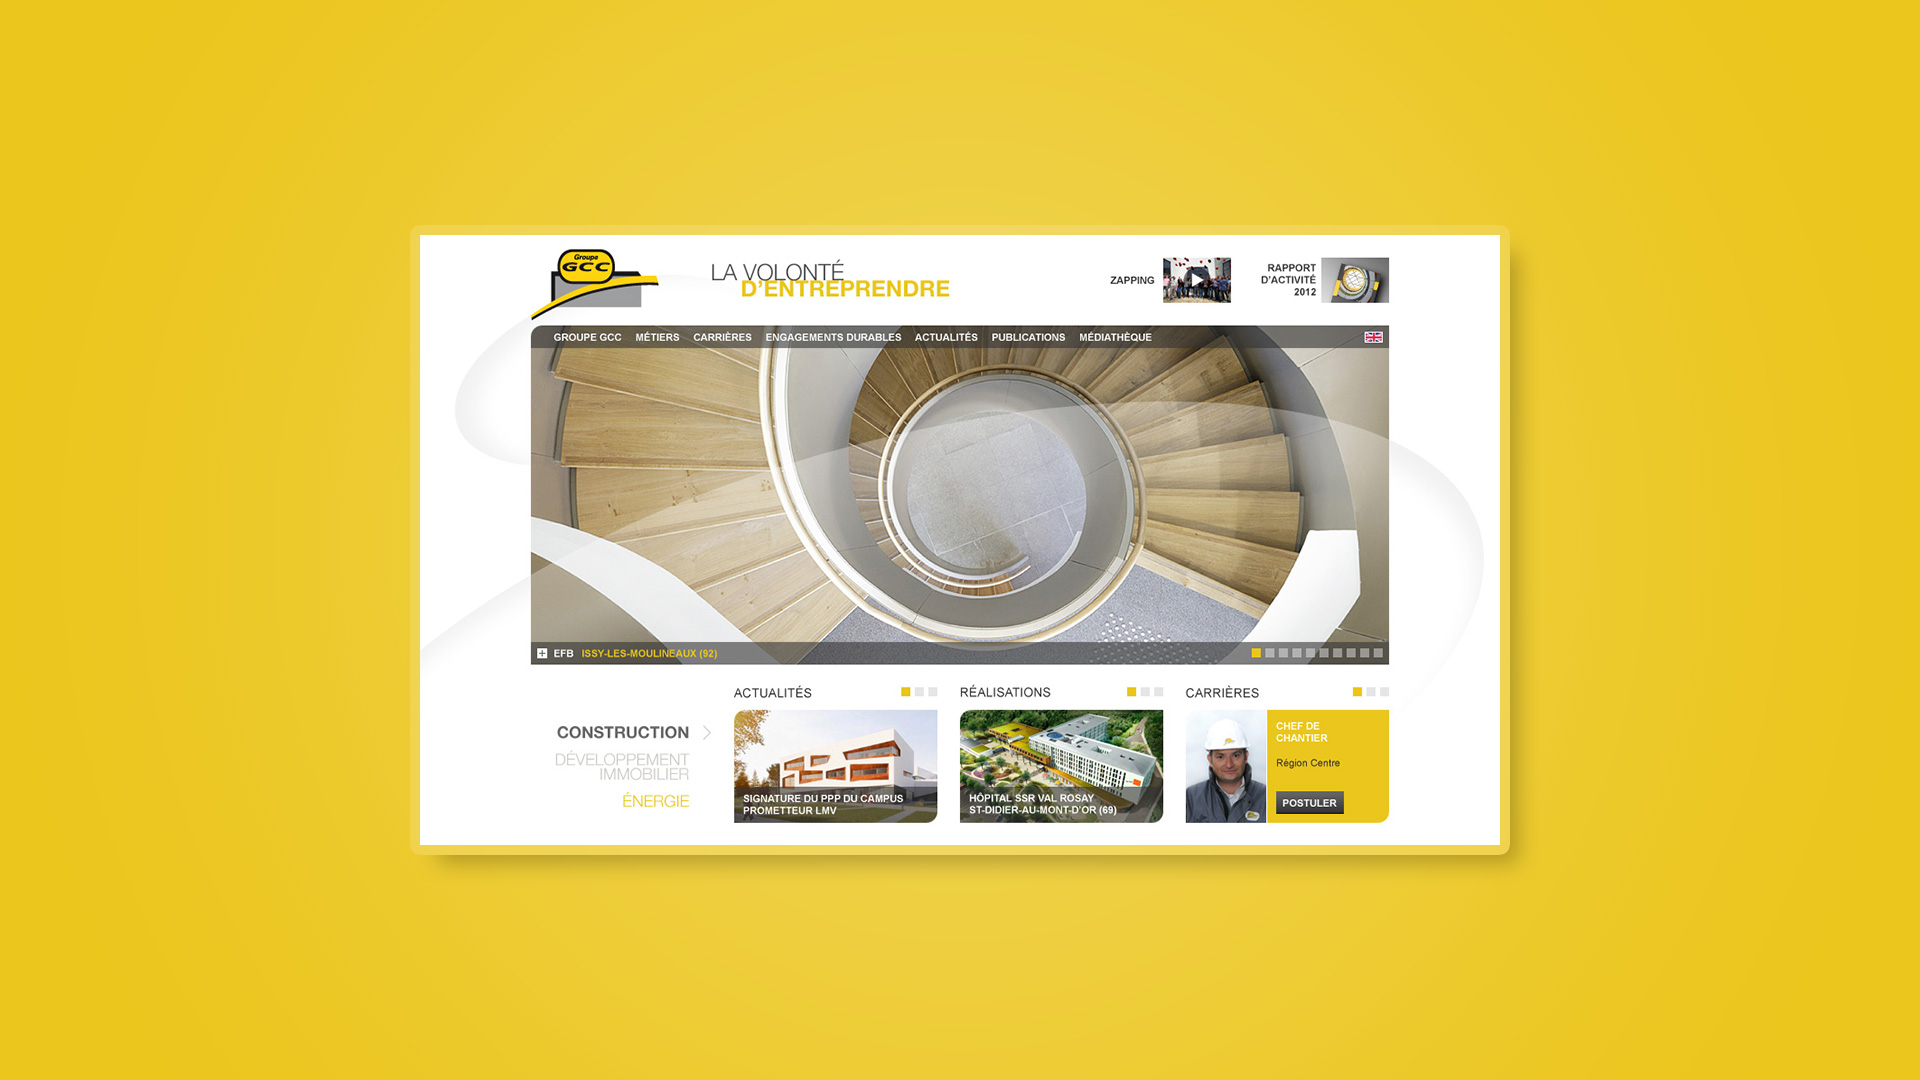 Groupe
GCC
LA VOLONTÉ
D'ENTREPRENDRE
ZAPPING
RAPPORT
D'ACTIVITÉ
2012
GROUPE GCC MÉTIERS CARRIÈRES ENGAGEMENTS DURABLES ACTUALITÉS PUBLICATIONS MÉDIATHÈQUE
EFB ISSY-LES-MOULINEAUX (92)
CONSTRUCTION
DÉVELOPPEMENT
IMMOBILIER
ÉNERGIE
ACTUALITÉS
SIGNATURE DU PPP DU CAMPUS
PROMETTEUR LMV
RÉALISATIONS
HÔPITAL SSR VAL ROSAY
ST-DIDIER-AU-MONT-D'OR (69)
CARRIÈRES
CHEF DE
CHANTIER
Région Centre
POSTULER